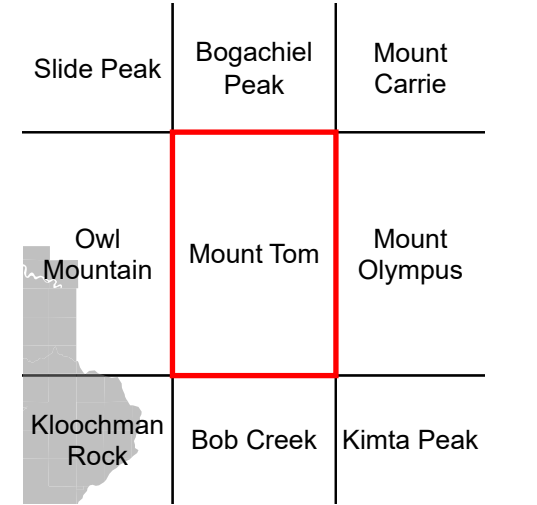 Slide Peak
Bogachiel
Peak
Mount
Carrie
Owl
Mountain
Mount Tom
Mount
Olympus
Kloochman
Rock
Bob Creek
Kimta Peak